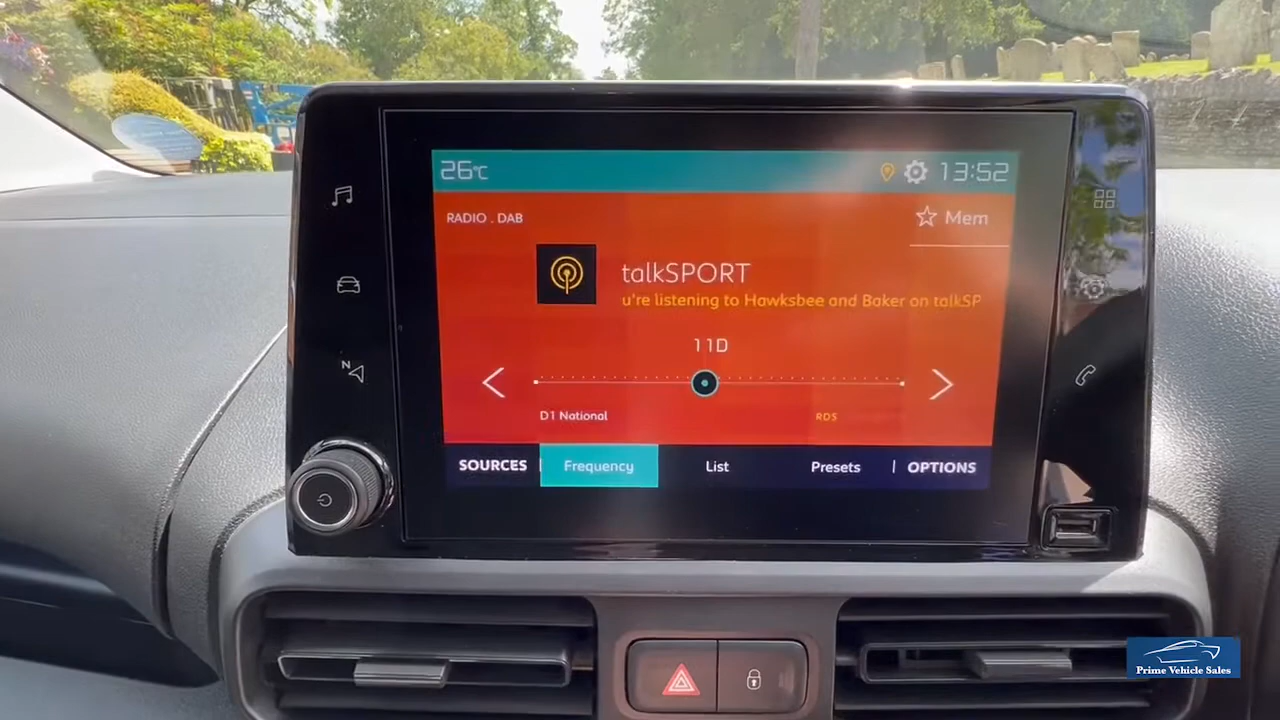 26°C
13:52
RADIO . DAB
Mem
talkSPORT
u're listening to Hawksbee and Baker on talkSP
11D
D1 National
RDS
SOURCES
Frequency
List
Presets
OPTIONS
N
Prime Vehicle Sales